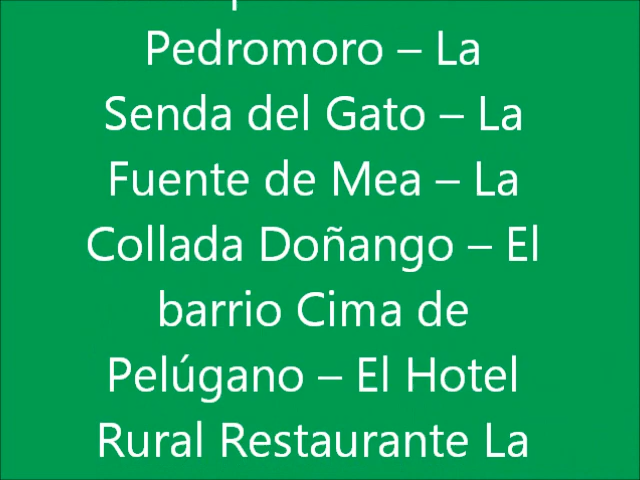 Pedromoro – La
Senda del Gato – La
Fuente de Mea – La
Collada Doñango – El
barrio Cima de
Pelúgano – El Hotel
Rural Restaurante La